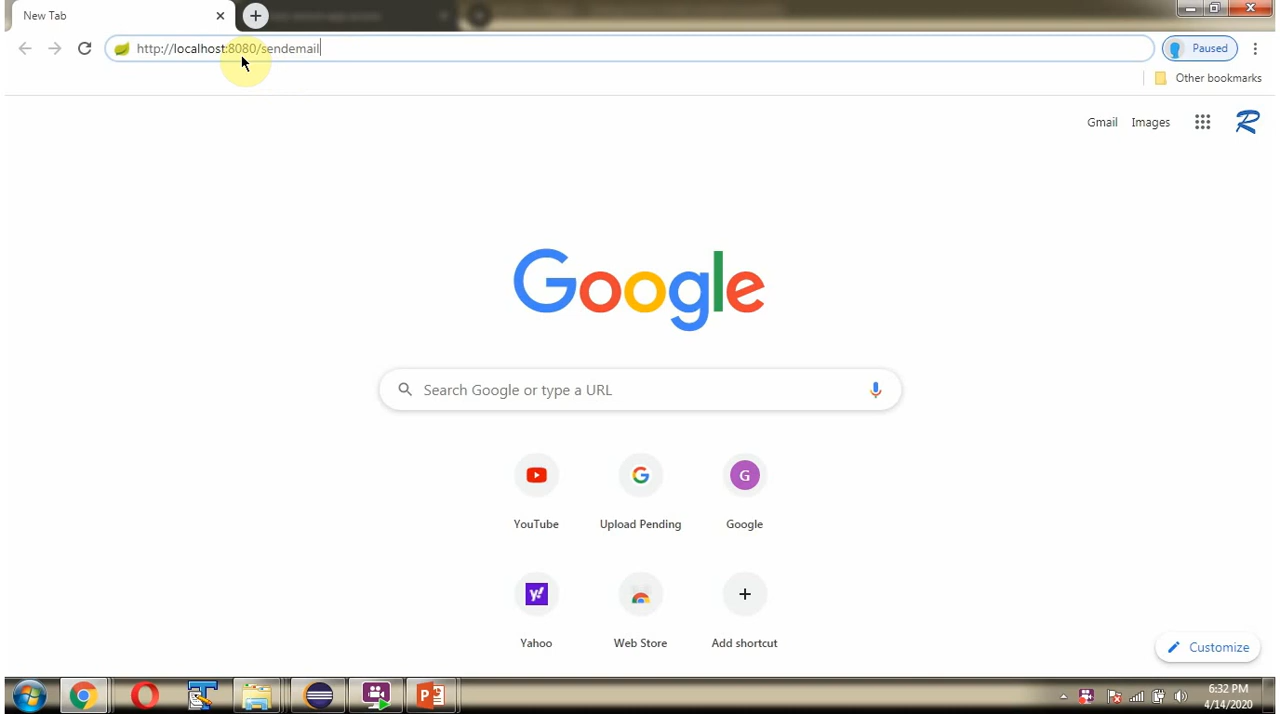 New Tab
http://localhost:8080/sendemail
Paused
Other bookmarks
Gmail Images
Google
Search Google or type a URL
G
YouTube Upload Pending Google
Yahoo Web Store Add shortcut
Customize
6:32 PM
4/14/2020